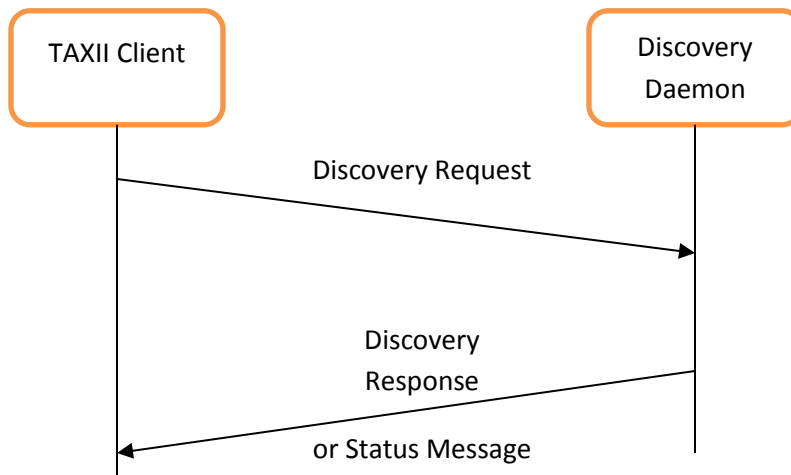 TAXII Client
Discovery
Daemon
Discovery Request
Discovery
Response
or Status Message